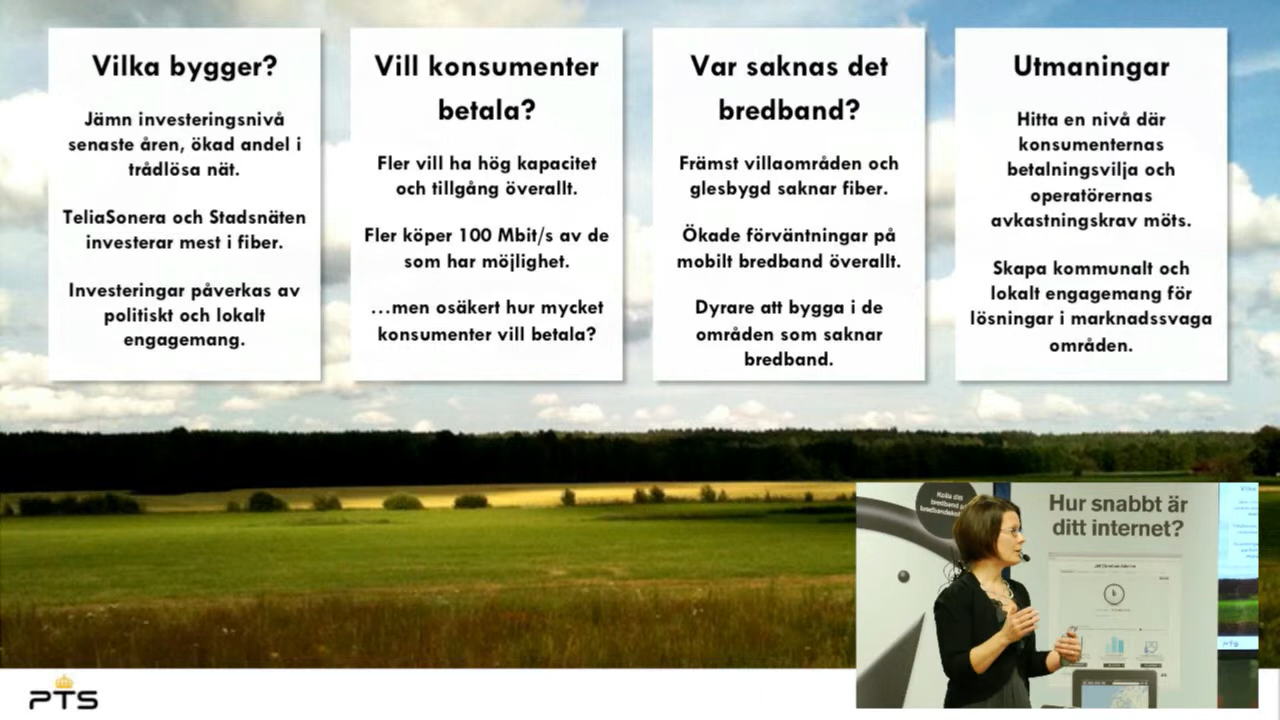 Vilka bygger?
Jämn investeringsnivå
senaste åren, ökad andel i
trådlösa nät.
TeliaSonera och Stadsnäten
investerar mest i fiber.
Investeringar påverkas av
politiskt och lokalt
engagemang.
Vill konsumenter
betala?
Fler vill ha hög kapacitet
och tillgång överallt.
Fler köper 100 Mbit/s av de
som har möjlighet.
...men osäkert hur mycket
konsumenter vill betala?
Var saknas det
bredband?
Främst villaområden och
glesbygd saknar fiber.
Ökade förväntningar på
mobilt bredband överallt.
Dyrare att bygga i de
områden som saknar
bredband.
Utmaningar
Hitta en nivå där
konsumenternas
betalningsvilja och
operatörernas
avkastningskrav möts.
Skapa kommunalt och
lokalt engagemang för
lösningar i marknadssvaga
områden.
Kolla din
bredband
Hur snabbt är
ditt internet?
PTS
PTS